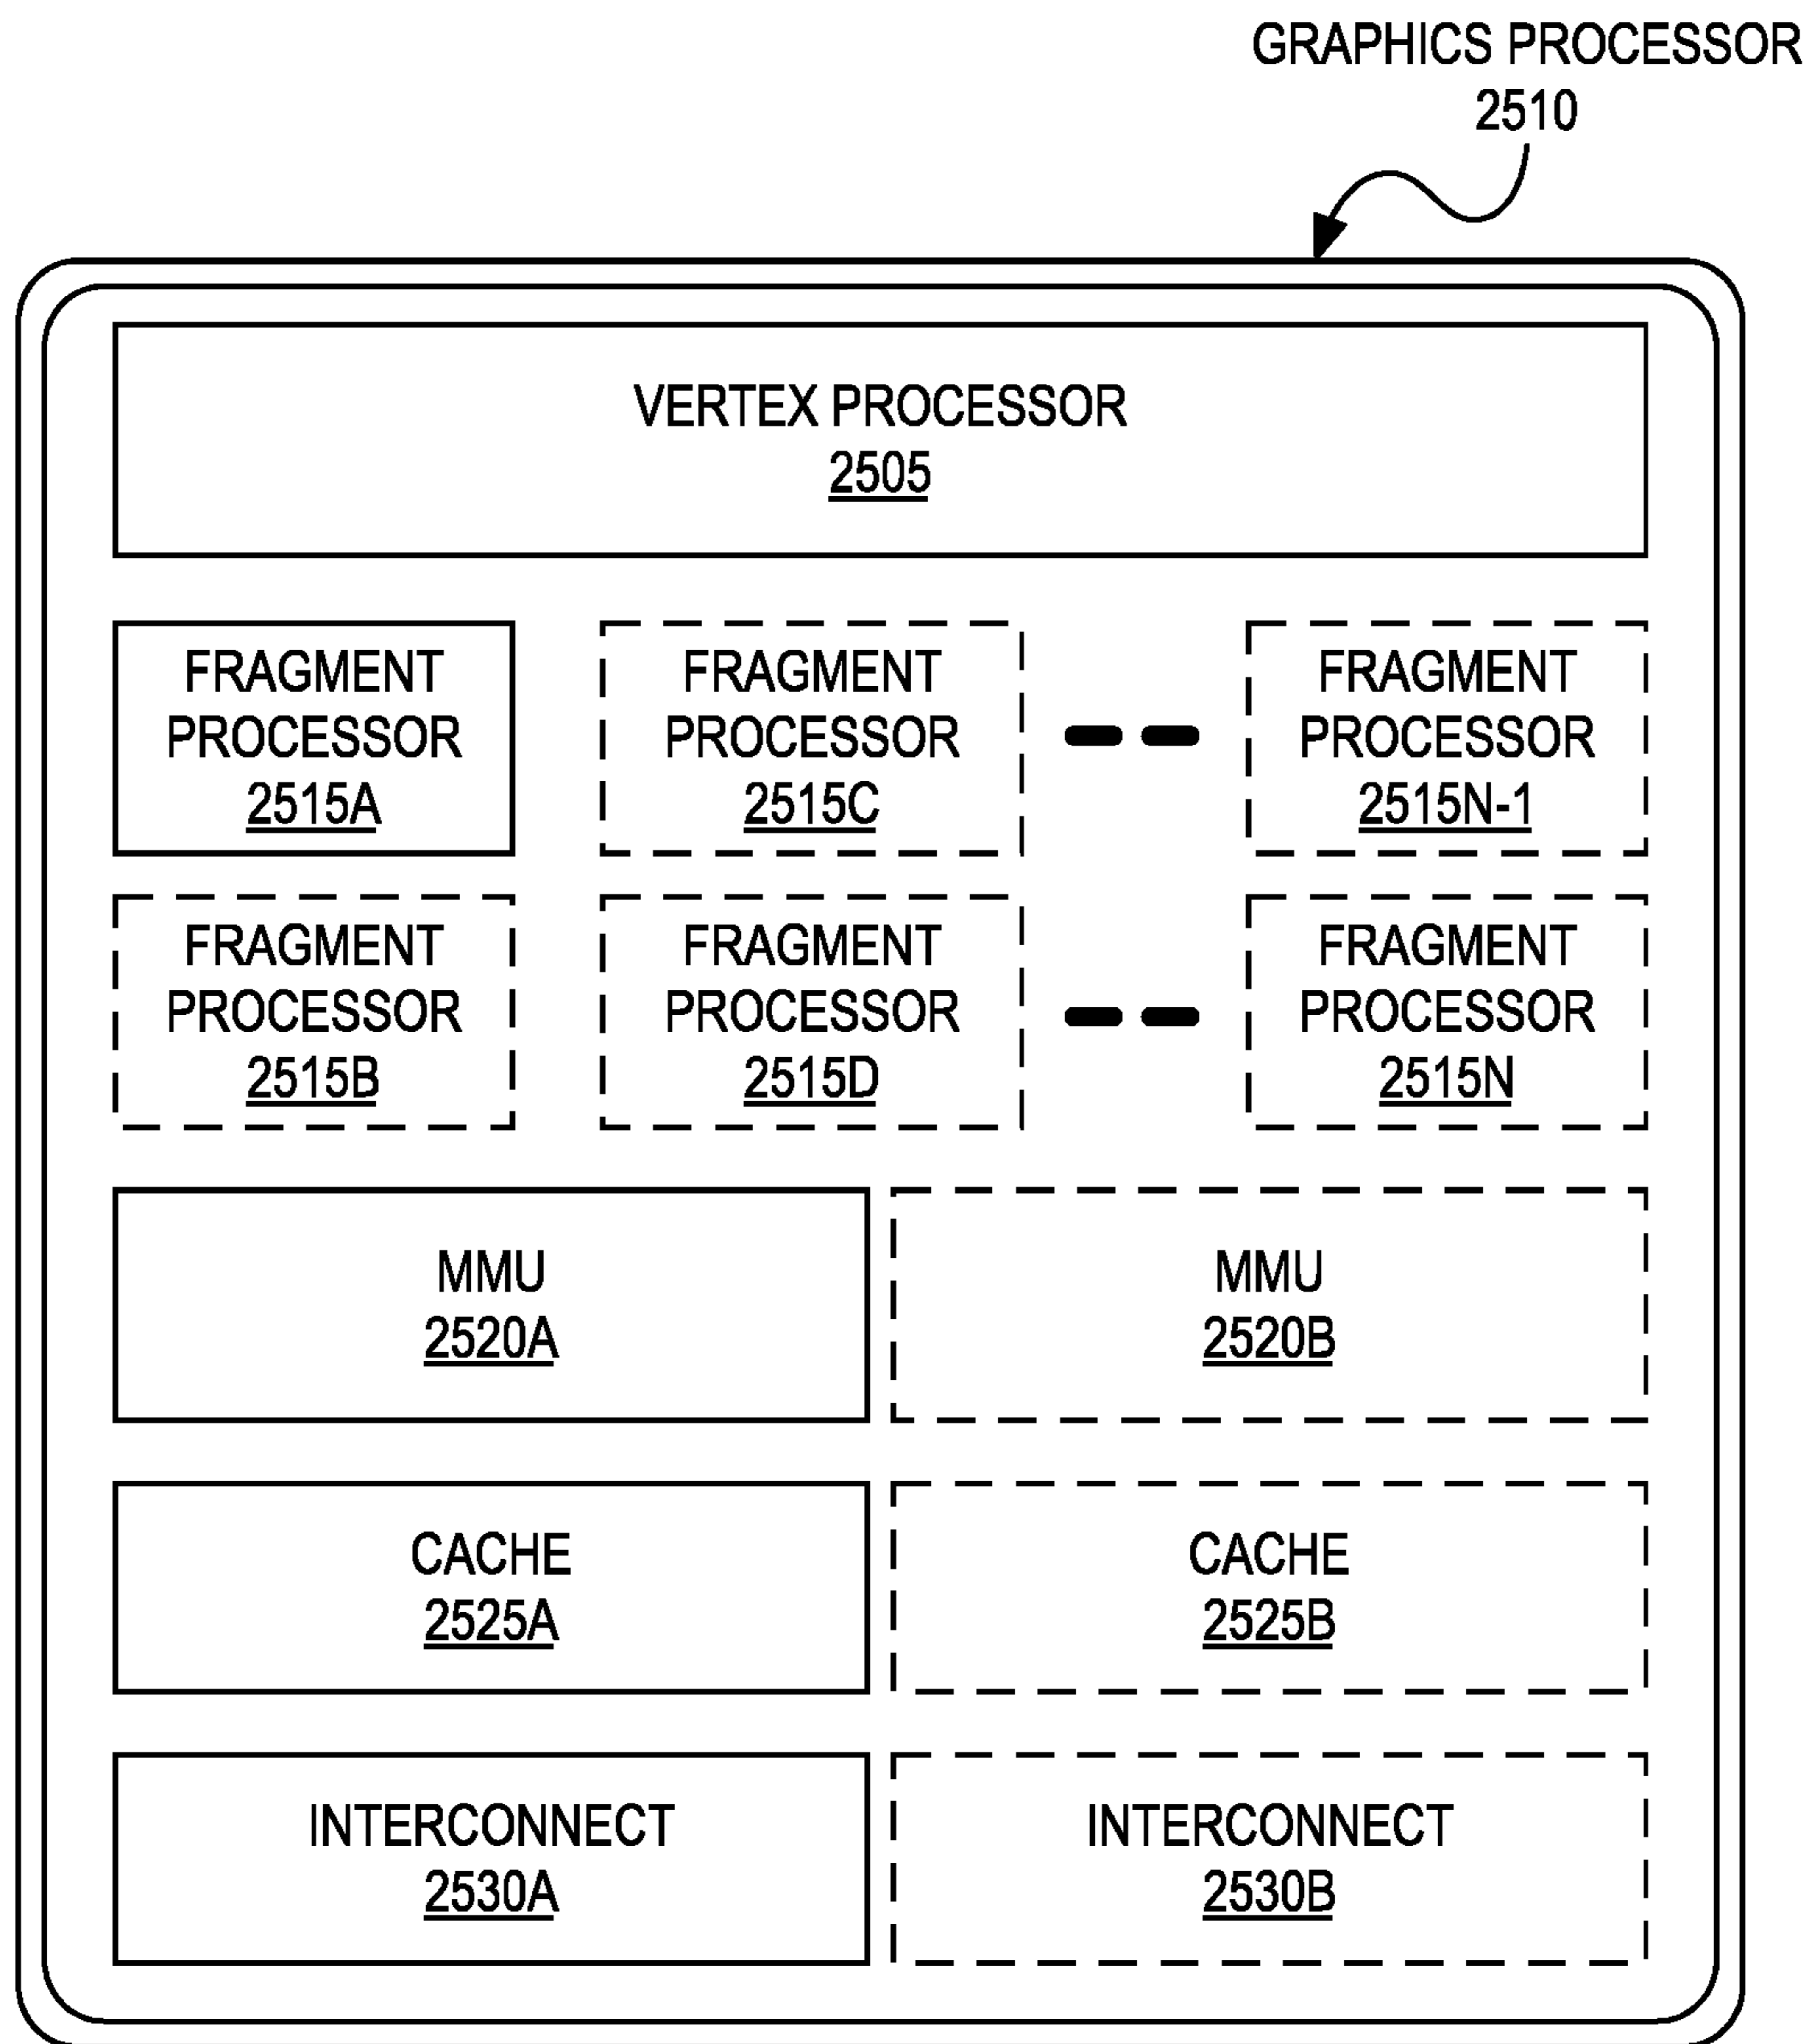 GRAPHICS PROCESSOR
2510
VERTEX PROCESSOR
2505
FRAGMENT
PROCESSOR
2515A
FRAGMENT
PROCESSOR
2515C
FRAGMENT
PROCESSOR
2515N-1
FRAGMENT
PROCESSOR
2515B
FRAGMENT
PROCESSOR
2515D
FRAGMENT
PROCESSOR
2515N
MMU
2520A
MMU
2520B
CACHE
2525A
CACHE
2525B
INTERCONNECT
2530A
INTERCONNECT
2530B